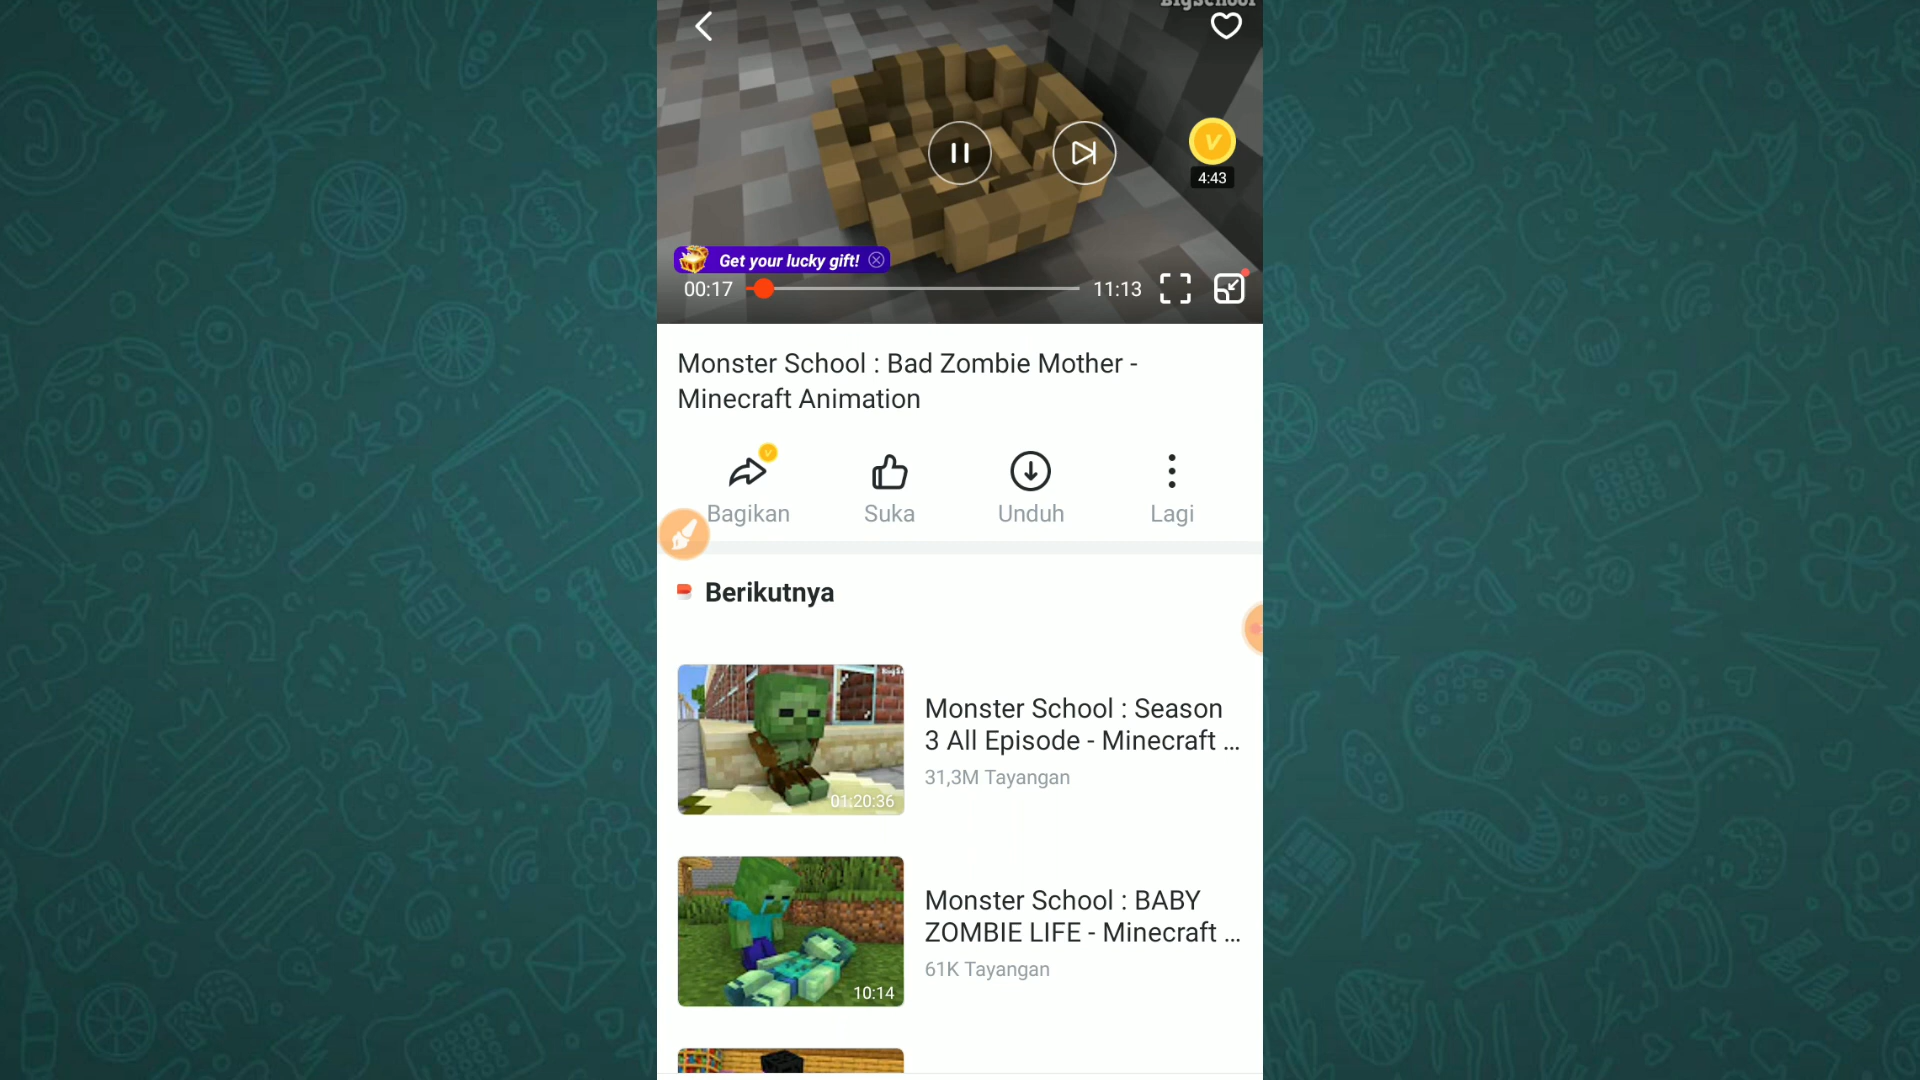 BigSchool
4:43
Get your lucky gift!
00:17
11:13
Monster School : Bad Zombie Mother -
Minecraft Animation
Bagikan
Suka
Unduh
Lagi
Berikutnya
Monster School : Season
3 All Episode - Minecraft ...
31,3M Tayangan
01:20:36
Monster School : BABY
ZOMBIE LIFE - Minecraft ...
61K Tayangan
10:14